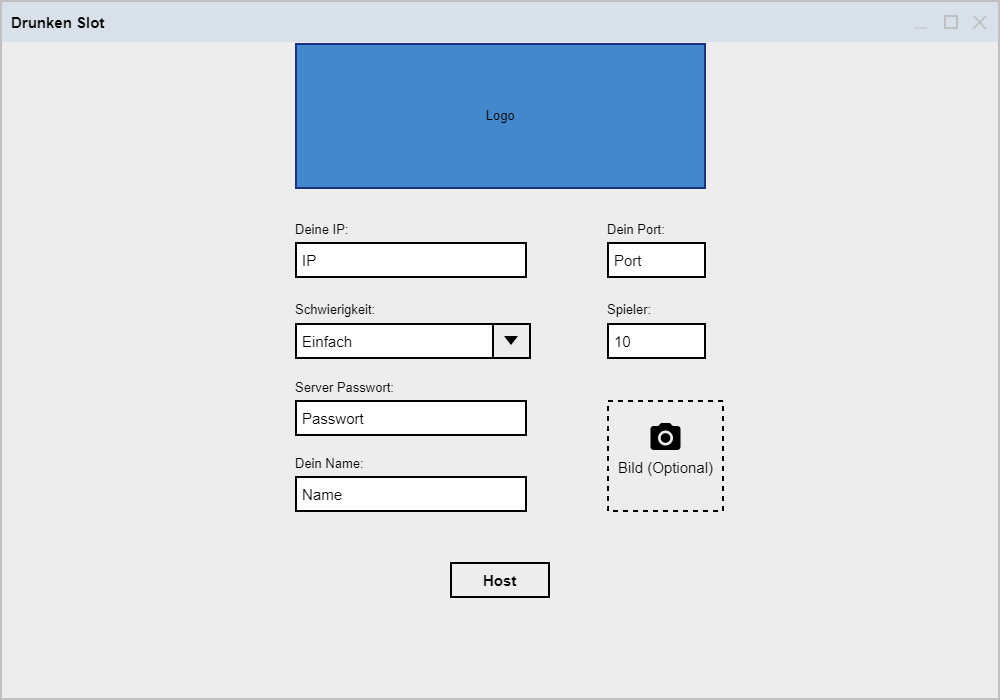 Drunken Slot
Logo
Deine IP:
Dein Port:
IP
Port
Schwierigkeit:
Spieler:
Einfach
10
Server Passwort:
Passwort
Bild (Optional)
Dein Name:
Name
Host